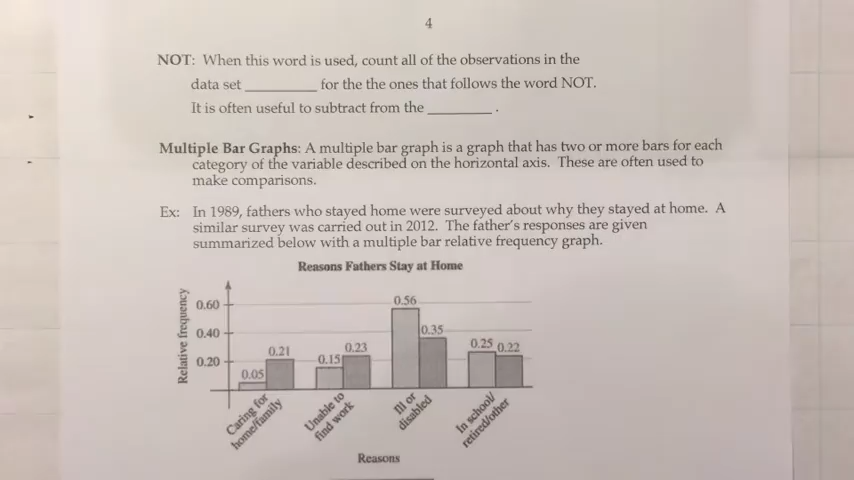 4
NOT: When this word is used, count all of the observations in the
data set ________ for the the ones that follows the word NOT.
It is often useful to subtract from the ________ .
Multiple Bar Graphs: A multiple bar graph is a graph that has two or more bars for each
category of the variable described on the horizontal axis. These are often used to
make comparisons.
Ex: In 1989, fathers who stayed home were surveyed about why they stayed at home. A
similar survey was carried out in 2012. The father's responses are given
summarized below with a multiple bar relative frequency graph.
Reasons Fathers Stay at Home
Relative frequency
0.60
0.40
0.20
0.05
0.21
0.15
0.23
0.56
0.35
0.25
0.22
Caring for
home/family
Unable to
find work
Ill or
disabled
In school/
retired/other
Reasons